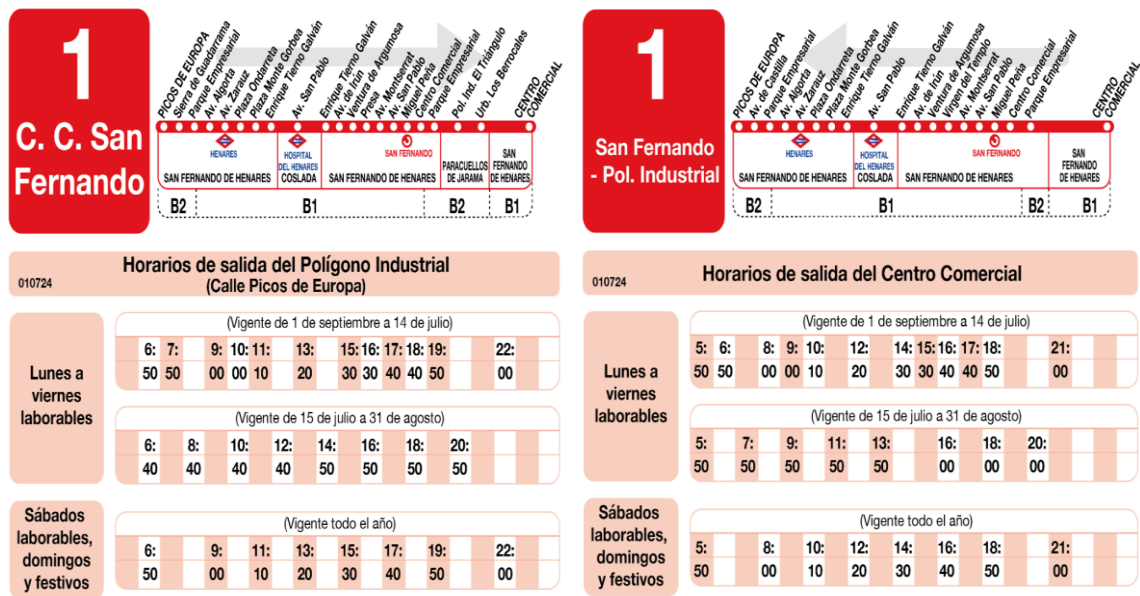 1
C. C. San
Fernando
PICOS DE EUROPA
Sierra de Guadarrama
Parque Empresarial
Av. Algorta
Av. Zarauz
Plaza Ondarreta
Plaza Monte Gorbea
Enrique Tierno Galván
Av. San Pablo
Enrique Tierno Galván
Av. de Irún
Ventura de Argumosa
Presa
Av. Montserrat
Av. San Pablo
Miguel Peña
Centro Comercial
Parque Empresarial
Pol. Ind. El Triángulo
Urb. Los Berrocales
CENTRO
COMERCIAL
HENARES
HOSPITAL
DEL HENARES
SAN FERNANDO
SAN FERNANDO DE HENARES
COSLADA
SAN FERNANDO DE HENARES
PARACUELLOS
DE JARAMA
SAN
FERNANDO
DE HENARES
B2 B1 B2 B1
010724
Horarios de salida del Polígono Industrial
(Calle Picos de Europa)
Lunes a
viernes
laborables
(Vigente de 1 de septiembre a 14 de julio)
6: 7: 9: 10: 11: 13: 15: 16: 17: 18: 19: 22:
50 50 00 00 10 20 30 30 40 40 50 00
(Vigente de 15 de julio a 31 de agosto)
6: 8: 10: 12: 14: 16: 18: 20:
40 40 40 40 50 50 50 50
Sábados
laborables,
domingos
y festivos
(Vigente todo el año)
6: 9: 11: 13: 15: 17: 19: 22:
50 00 10 20 30 40 50 00
1
San Fernando
- Pol. Industrial
PICOS DE EUROPA
Av. de Castilla
Parque Empresarial
Av. Algorta
Av. Zarauz
Plaza Ondarreta
Plaza Monte Gorbea
Enrique Tierno Galván
Av. San Pablo
Enrique Tierno Galván
Av. de Irún
Ventura de Argumosa
Virgen del Templo
Av. Montserrat
Av. San Pablo
Miguel Peña
Centro Comercial
Parque Empresarial
CENTRO
COMERCIAL
HENARES
HOSPITAL
DEL HENARES
SAN FERNANDO
SAN FERNANDO DE HENARES
COSLADA
SAN FERNANDO DE HENARES
SAN
FERNANDO
DE HENARES
B2 B1 B2 B1
010724
Horarios de salida del Centro Comercial
Lunes a
viernes
laborables
(Vigente de 1 de septiembre a 14 de julio)
5: 6: 8: 9: 10: 12: 14: 15: 16: 17: 18: 21:
50 50 00 00 10 20 30 30 40 40 50 00
(Vigente de 15 de julio a 31 de agosto)
5: 7: 9: 11: 13: 16: 18: 20:
50 50 50 50 50 00 00 00
Sábados
laborables,
domingos
y festivos
(Vigente todo el año)
5: 8: 10: 12: 14: 16: 18: 21:
50 00 10 20 30 40 50 00